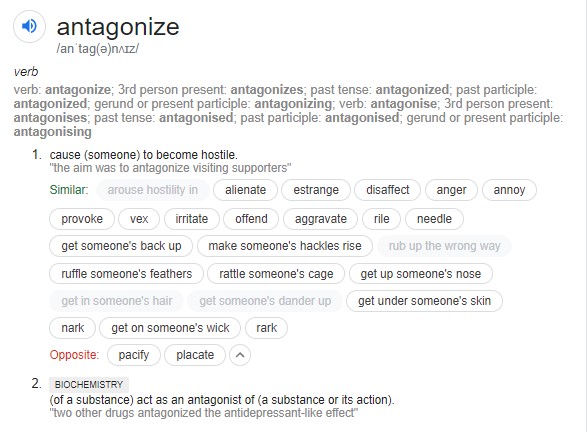 antagonize
/anˈtaɡ(ə)nʌɪz/
verb
verb: antagonize; 3rd person present: antagonizes; past tense: antagonized; past participle:
antagonized; gerund or present participle: antagonizing; verb: antagonise; 3rd person present:
antagonises; past tense: antagonised; past participle: antagonised; gerund or present participle:
antagonising
1. cause (someone) to become hostile.
"the aim was to antagonize visiting supporters"
Similar: arouse hostility in alienate estrange disaffect anger annoy
provoke vex irritate offend aggravate rile needle
get someone's back up make someone's hackles rise rub up the wrong way
ruffle someone's feathers rattle someone's cage get up someone's nose
get in someone's hair get someone's dander up get under someone's skin
nark get on someone's wick rark
Opposite: pacify placate
2. BIOCHEMISTRY
(of a substance) act as an antagonist of (a substance or its action).
"two other drugs antagonized the antidepressant-like effect"